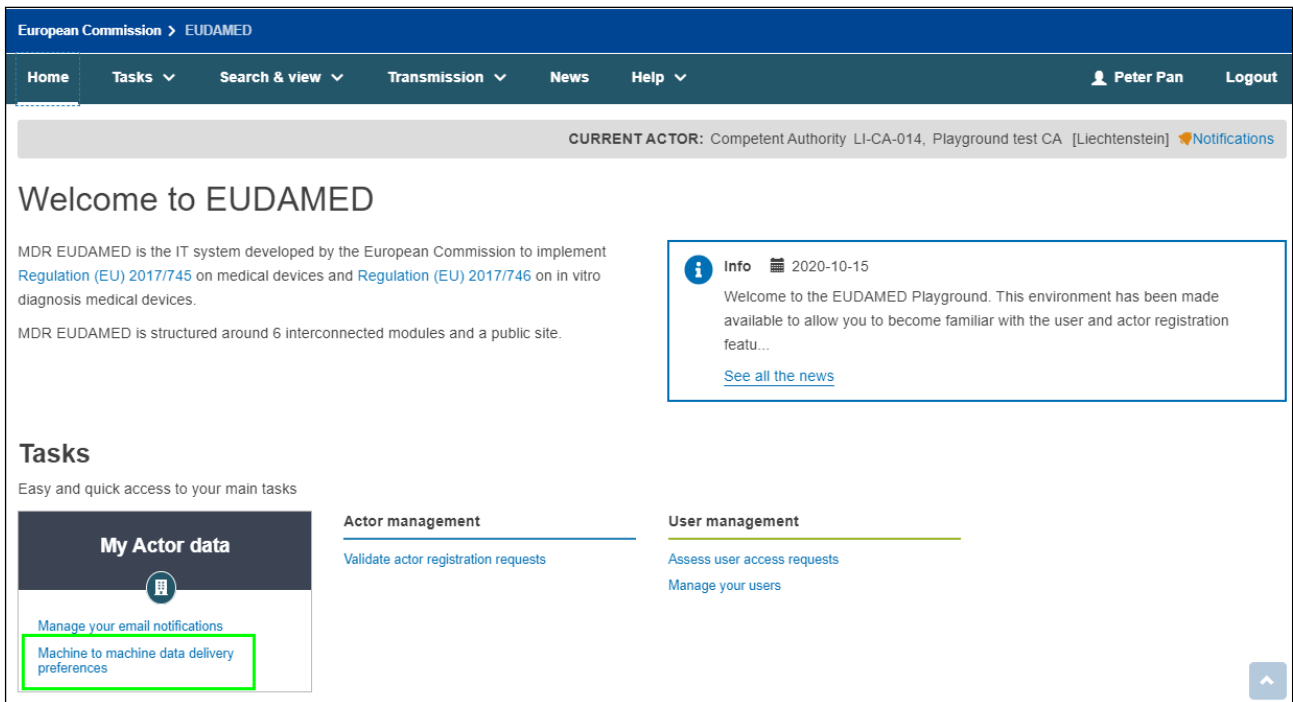 European Commission > EUDAMED
Home Tasks Search & view Transmission News Help Peter Pan Logout
CURRENT ACTOR: Competent Authority LI-CA-014, Playground test CA [Liechtenstein] Notifications
Welcome to EUDAMED
MDR EUDAMED is the IT system developed by the European Commission to implement
Regulation (EU) 2017/745 on medical devices and Regulation (EU) 2017/746 on in vitro
diagnosis medical devices.
MDR EUDAMED is structured around 6 interconnected modules and a public site.
Info 2020-10-15
Welcome to the EUDAMED Playground. This environment has been made
available to allow you to become familiar with the user and actor registration
featu...
See all the news
Tasks
Easy and quick access to your main tasks
My Actor data
Manage your email notifications
Machine to machine data delivery
preferences
Actor management
Validate actor registration requests
User management
Assess user access requests
Manage your users